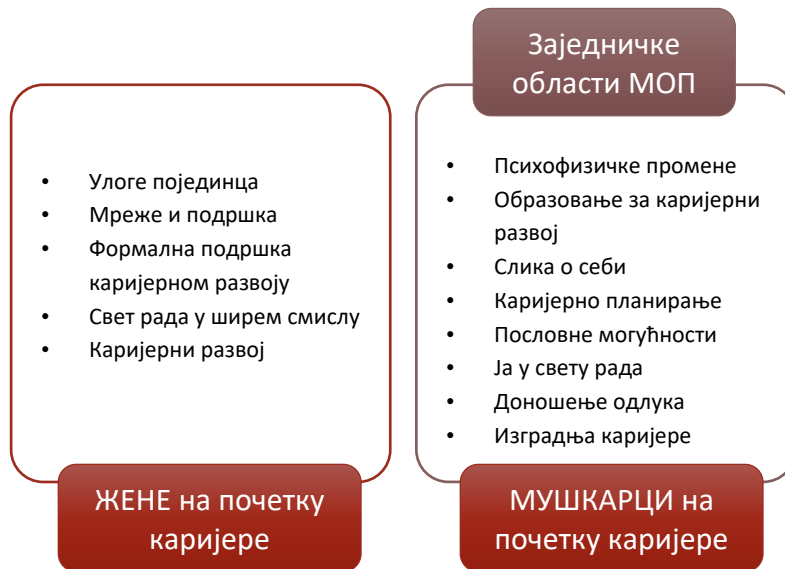 • Улоге појединца
• Мреже и подршка
• Формална подршка
каријерном развоју
• Свет рада у ширем смислу
• Каријерни развој
ЖЕНЕ на почетку
каријере
Заједничке
области МОП
• Психофизичке промене
• Образовање за каријерни
развој
• Слика о себи
• Каријерно планирање
• Пословне могућности
• Ја у свету рада
• Доношење одлука
• Изградња каријере
МУШКАРЦИ на
почетку каријере